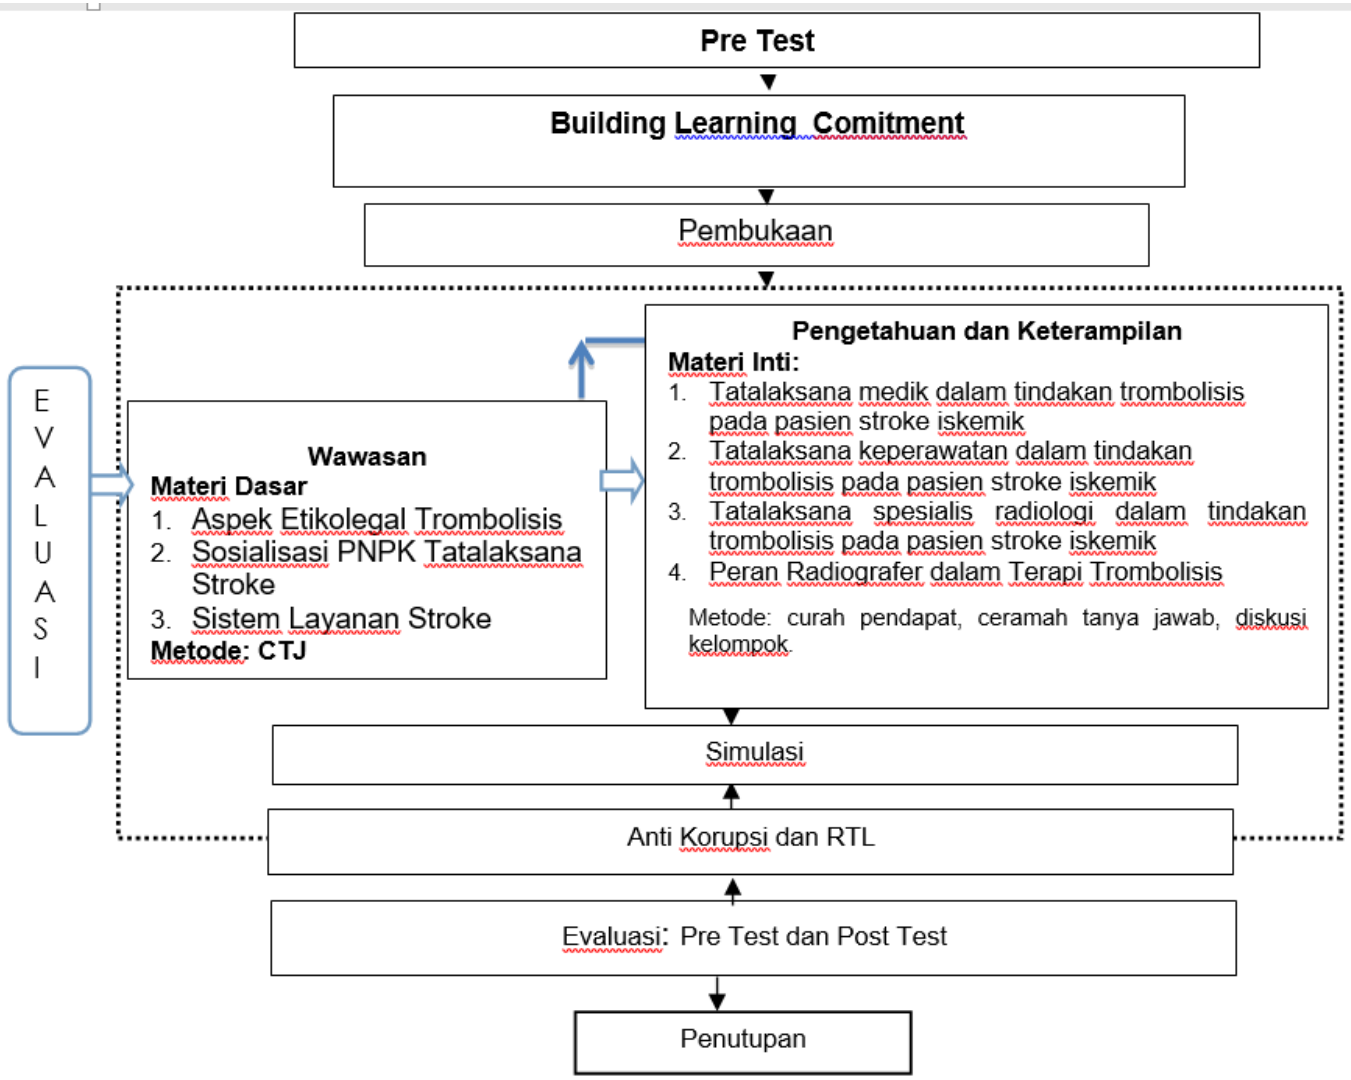 Pre Test
Building Learning Comitment
Pembukaan
E
V
A
L
U
A
S
I
Wawasan
Materi Dasar
1. Aspek Etikolegal Trombolisis
2. Sosialisasi PNPK Tatalaksana
Stroke
3. Sistem Layanan Stroke
Metode: CTJ
Pengetahuan dan Keterampilan
Materi Inti:
1. Tatalaksana medik dalam tindakan trombolisis
pada pasien stroke iskemik
2. Tatalaksana keperawatan dalam tindakan
trombolisis pada pasien stroke iskemik
3. Tatalaksana spesialis radiologi dalam tindakan
trombolisis pada pasien stroke iskemik
4. Peran Radiografer dalam Terapi Trombolisis
Metode: curah pendapat, ceramah tanya jawab, diskusi
kelompok.
Simulasi
Anti Korupsi dan RTL
Evaluasi: Pre Test dan Post Test
Penutupan